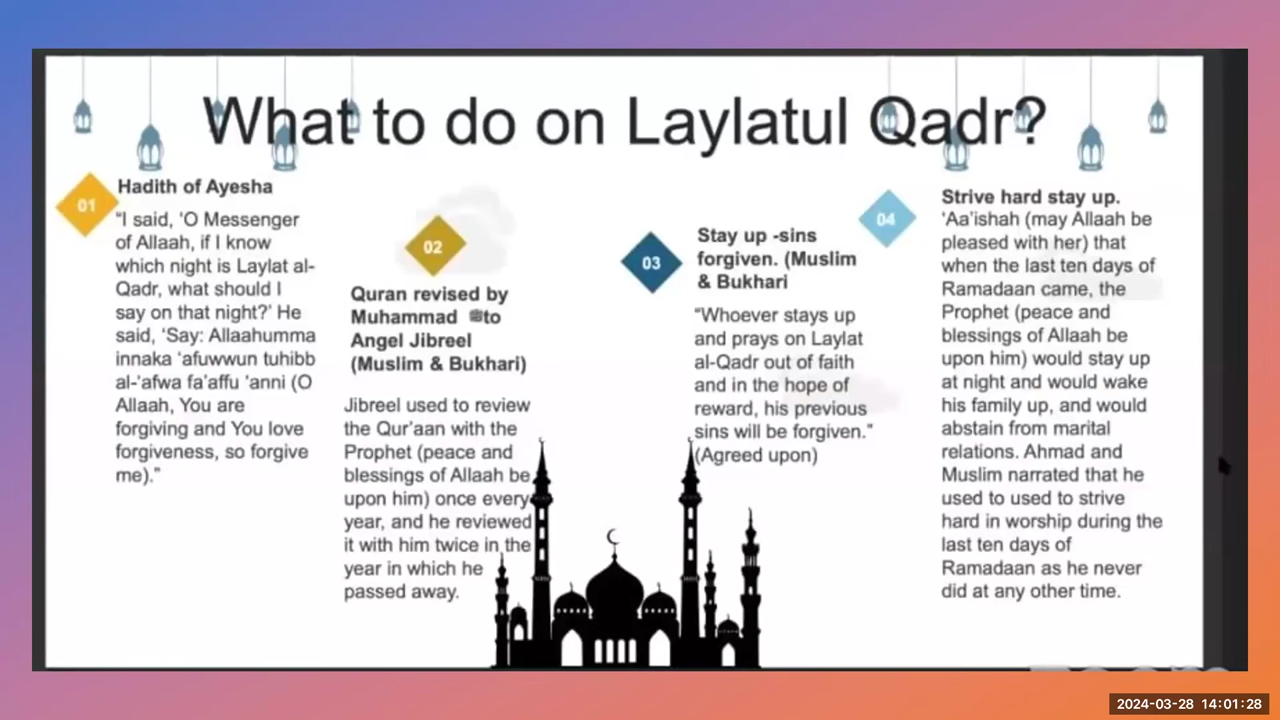 What to do on Laylatul Qadr?
01
Hadith of Ayesha
“I said, ‘O Messenger
of Allaah, if I know
which night is Laylat al-
Qadr, what should I
say on that night?’ He
said, ‘Say: Allaahumma
innaka ‘afuwwun tuhibb
al-‘afwa fa’affu ‘anni (O
Allaah, You are
forgiving and You love
forgiveness, so forgive
me).”
02
Quran revised by
Muhammad ﷺto
Angel Jibreel
(Muslim & Bukhari)
Jibreel used to review
the Qur’aan with the
Prophet (peace and
blessings of Allaah be
upon him) once every
year, and he reviewed
it with him twice in the
year in which he
passed away.
03
Stay up -sins
forgiven. (Muslim
& Bukhari
“Whoever stays up
and prays on Laylat
al-Qadr out of faith
and in the hope of
reward, his previous
sins will be forgiven.”
(Agreed upon)
04
Strive hard stay up.
‘Aa’ishah (may Allaah be
pleased with her) that
when the last ten days of
Ramadaan came, the
Prophet (peace and
blessings of Allaah be
upon him) would stay up
at night and would wake
his family up, and would
abstain from marital
relations. Ahmad and
Muslim narrated that he
used to used to strive
hard in worship during the
last ten days of
Ramadaan as he never
did at any other time.
2024-03-28 14:01:28